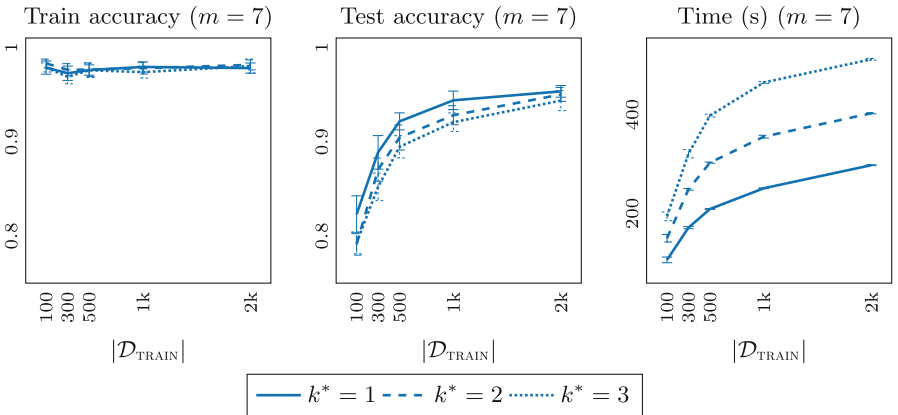 Train accuracy (m = 7)
1
0.9
0.8
100 300 500 1k 2k
|𝒟TRAIN|
Test accuracy (m = 7)
1
0.9
0.8
100 300 500 1k 2k
|𝒟TRAIN|
Time (s) (m = 7)
400
200
100 300 500 1k 2k
|𝒟TRAIN|
k* = 1 k* = 2 k* = 3